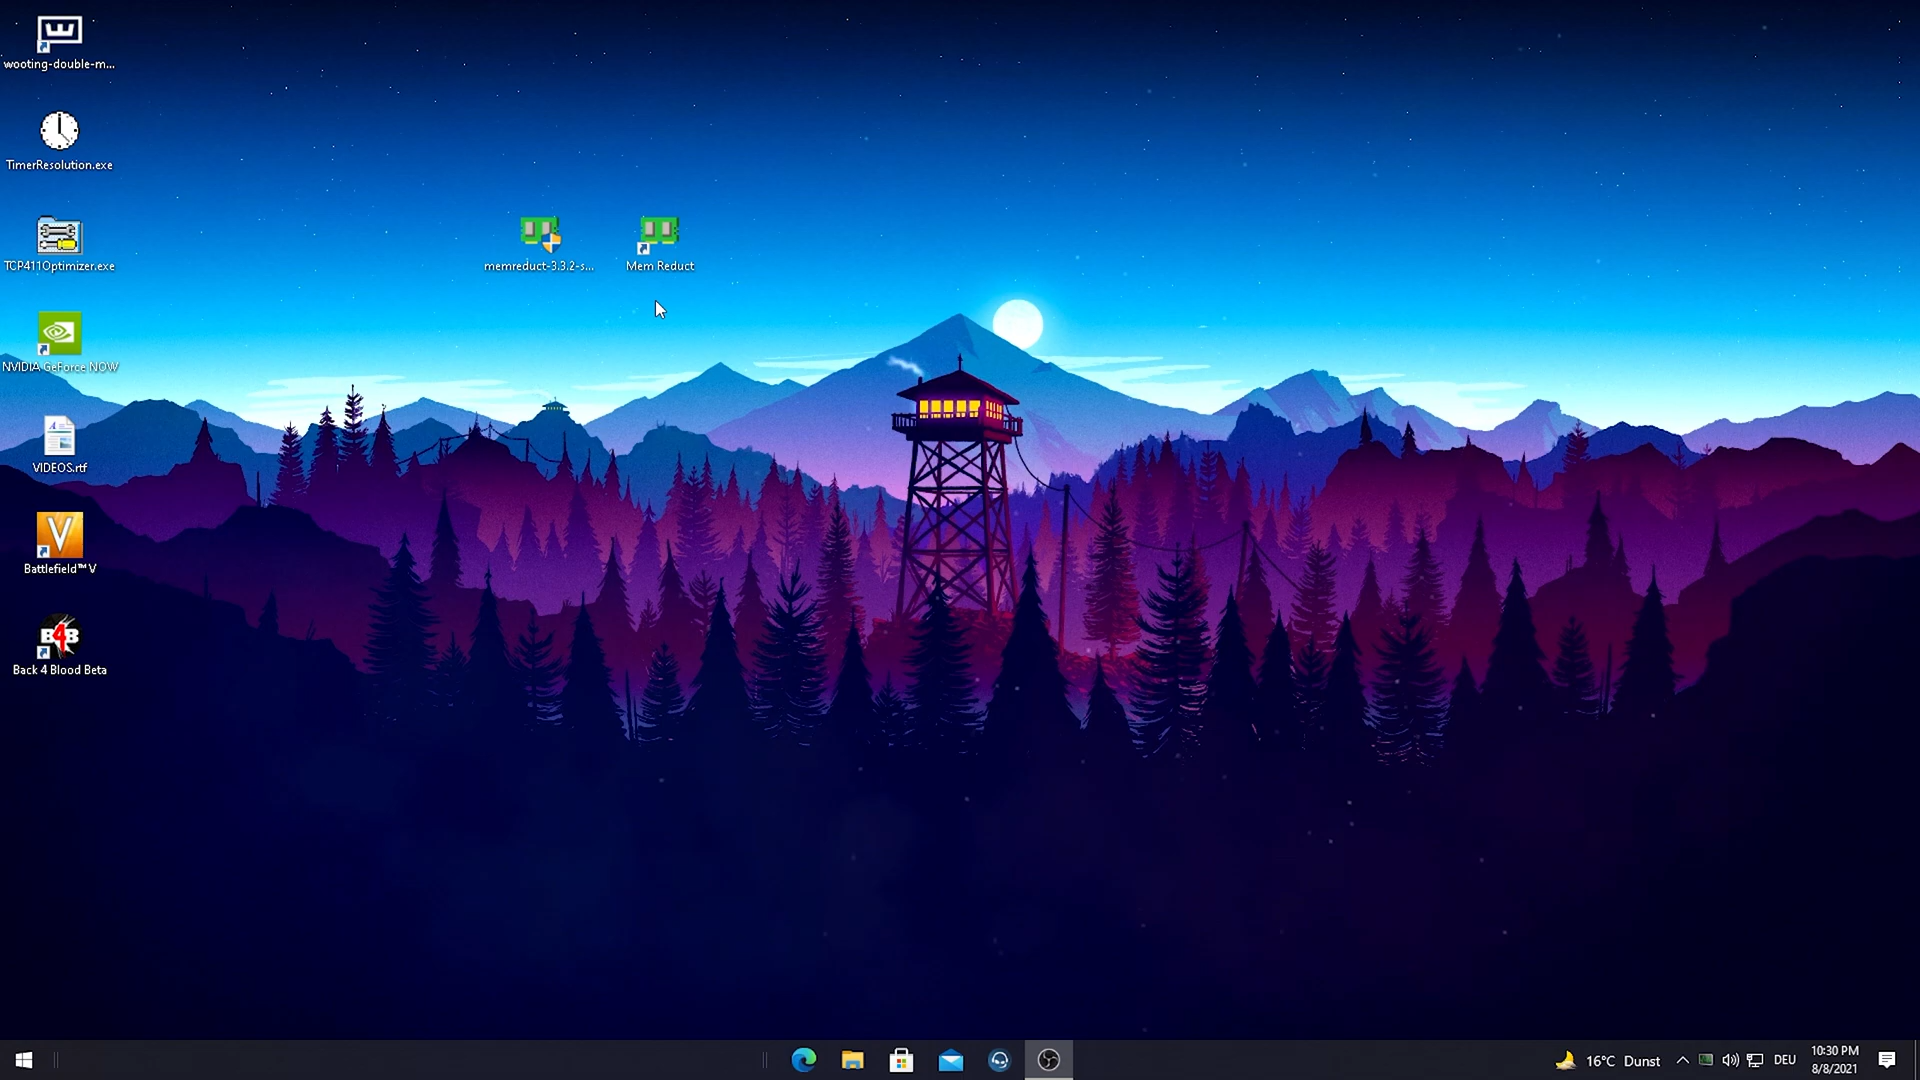 wooting-double-m...
TimerResolution.exe
TCP411Optimizer.exe
memreduct-3.3.2-s...
Mem Reduct
NVIDIA GeForce NOW
VIDEOS.rtf
V
Battlefield™ V
B4B
Back 4 Blood Beta
16°C Dunst
DEU
10:30 PM
8/8/2021